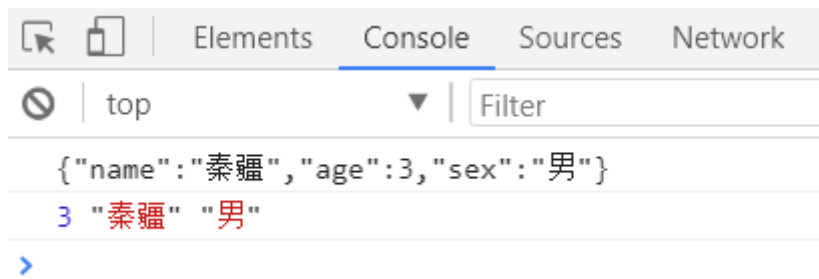 Elements Console Sources Network
top ▼ Filter
{"name":"秦疆","age":3,"sex":"男"}
3 "秦疆" "男"
>